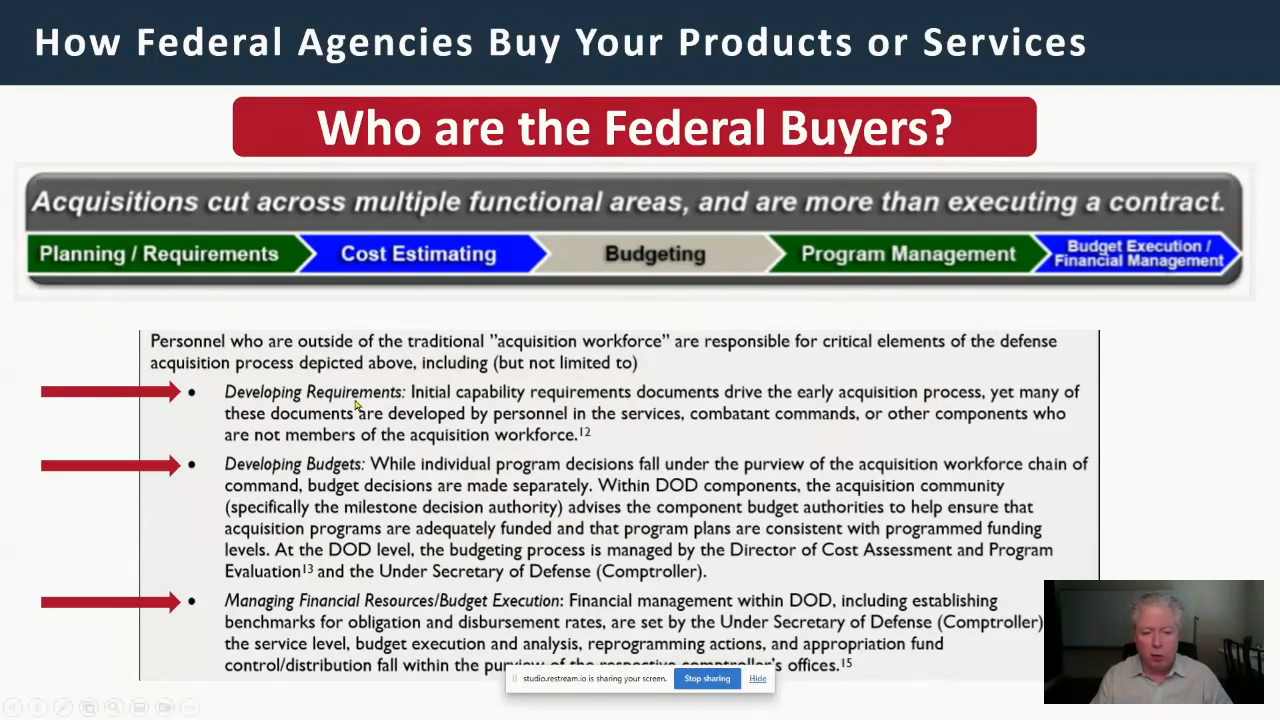 How Federal Agencies Buy Your Products or Services
Who are the Federal Buyers?
Acquisitions cut across multiple functional areas, and are more than executing a contract.
Planning / Requirements
Cost Estimating
Budgeting
Program Management
Budget Execution /
Financial Management
Personnel who are outside of the traditional "acquisition workforce" are responsible for critical elements of the defense
acquisition process depicted above, including (but not limited to)
• Developing Requirements: Initial capability requirements documents drive the early acquisition process, yet many of
these documents are developed by personnel in the services, combatant commands, or other components who
are not members of the acquisition workforce.12
• Developing Budgets: While individual program decisions fall under the purview of the acquisition workforce chain of
command, budget decisions are made separately. Within DOD components, the acquisition community
(specifically the milestone decision authority) advises the component budget authorities to help ensure that
acquisition programs are adequately funded and that program plans are consistent with programmed funding
levels. At the DOD level, the budgeting process is managed by the Director of Cost Assessment and Program
Evaluation13 and the Under Secretary of Defense (Comptroller).
• Managing Financial Resources/Budget Execution: Financial management within DOD, including establishing
benchmarks for obligation and disbursement rates, are set by the Under Secretary of Defense (Comptroller)
the service level, budget execution and analysis, reprogramming actions, and appropriation fund
control/distribution fall within the purview of the respective comptroller's offices.15
studio.restream.io is sharing your screen.
Stop sharing
Hide